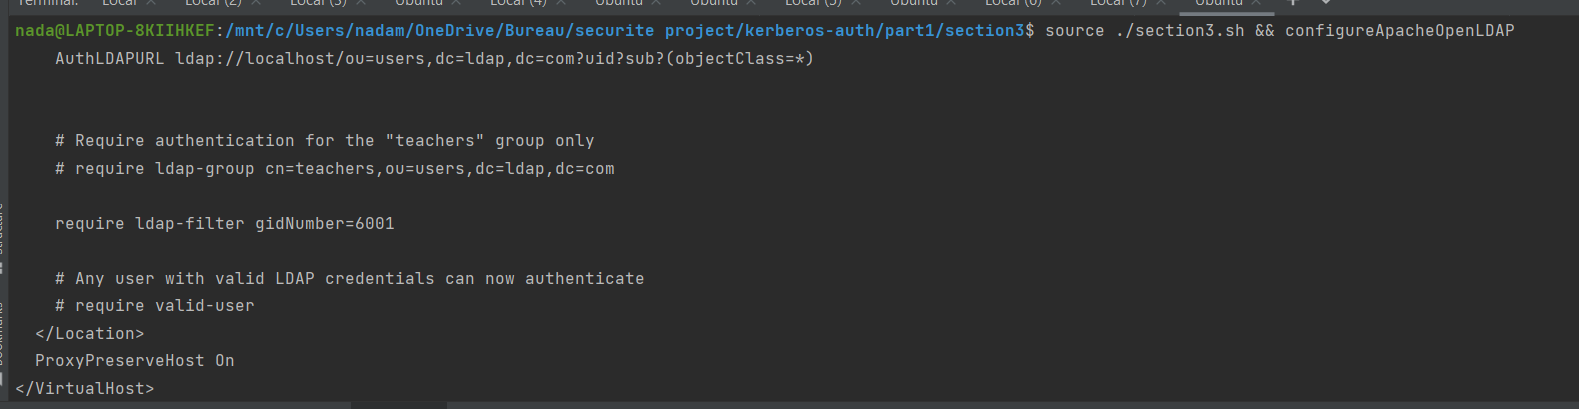 Terminal: Local Local (2) Local (3) Ubuntu Local (4) Ubuntu Ubuntu Local (5) Ubuntu Local (6) Local (7) Ubuntu
nada@LAPTOP-8KIIHKEF:/mnt/c/Users/nadam/OneDrive/Bureau/securite project/kerberos-auth/part1/section3$ source ./section3.sh && configureApacheOpenLDAP
AuthLDAPURL ldap://localhost/ou=users,dc=ldap,dc=com?uid?sub?(objectClass=*)
# Require authentication for the "teachers" group only
# require ldap-group cn=teachers,ou=users,dc=ldap,dc=com
require ldap-filter gidNumber=6001
# Any user with valid LDAP credentials can now authenticate
# require valid-user
</Location>
ProxyPreserveHost On
</VirtualHost>